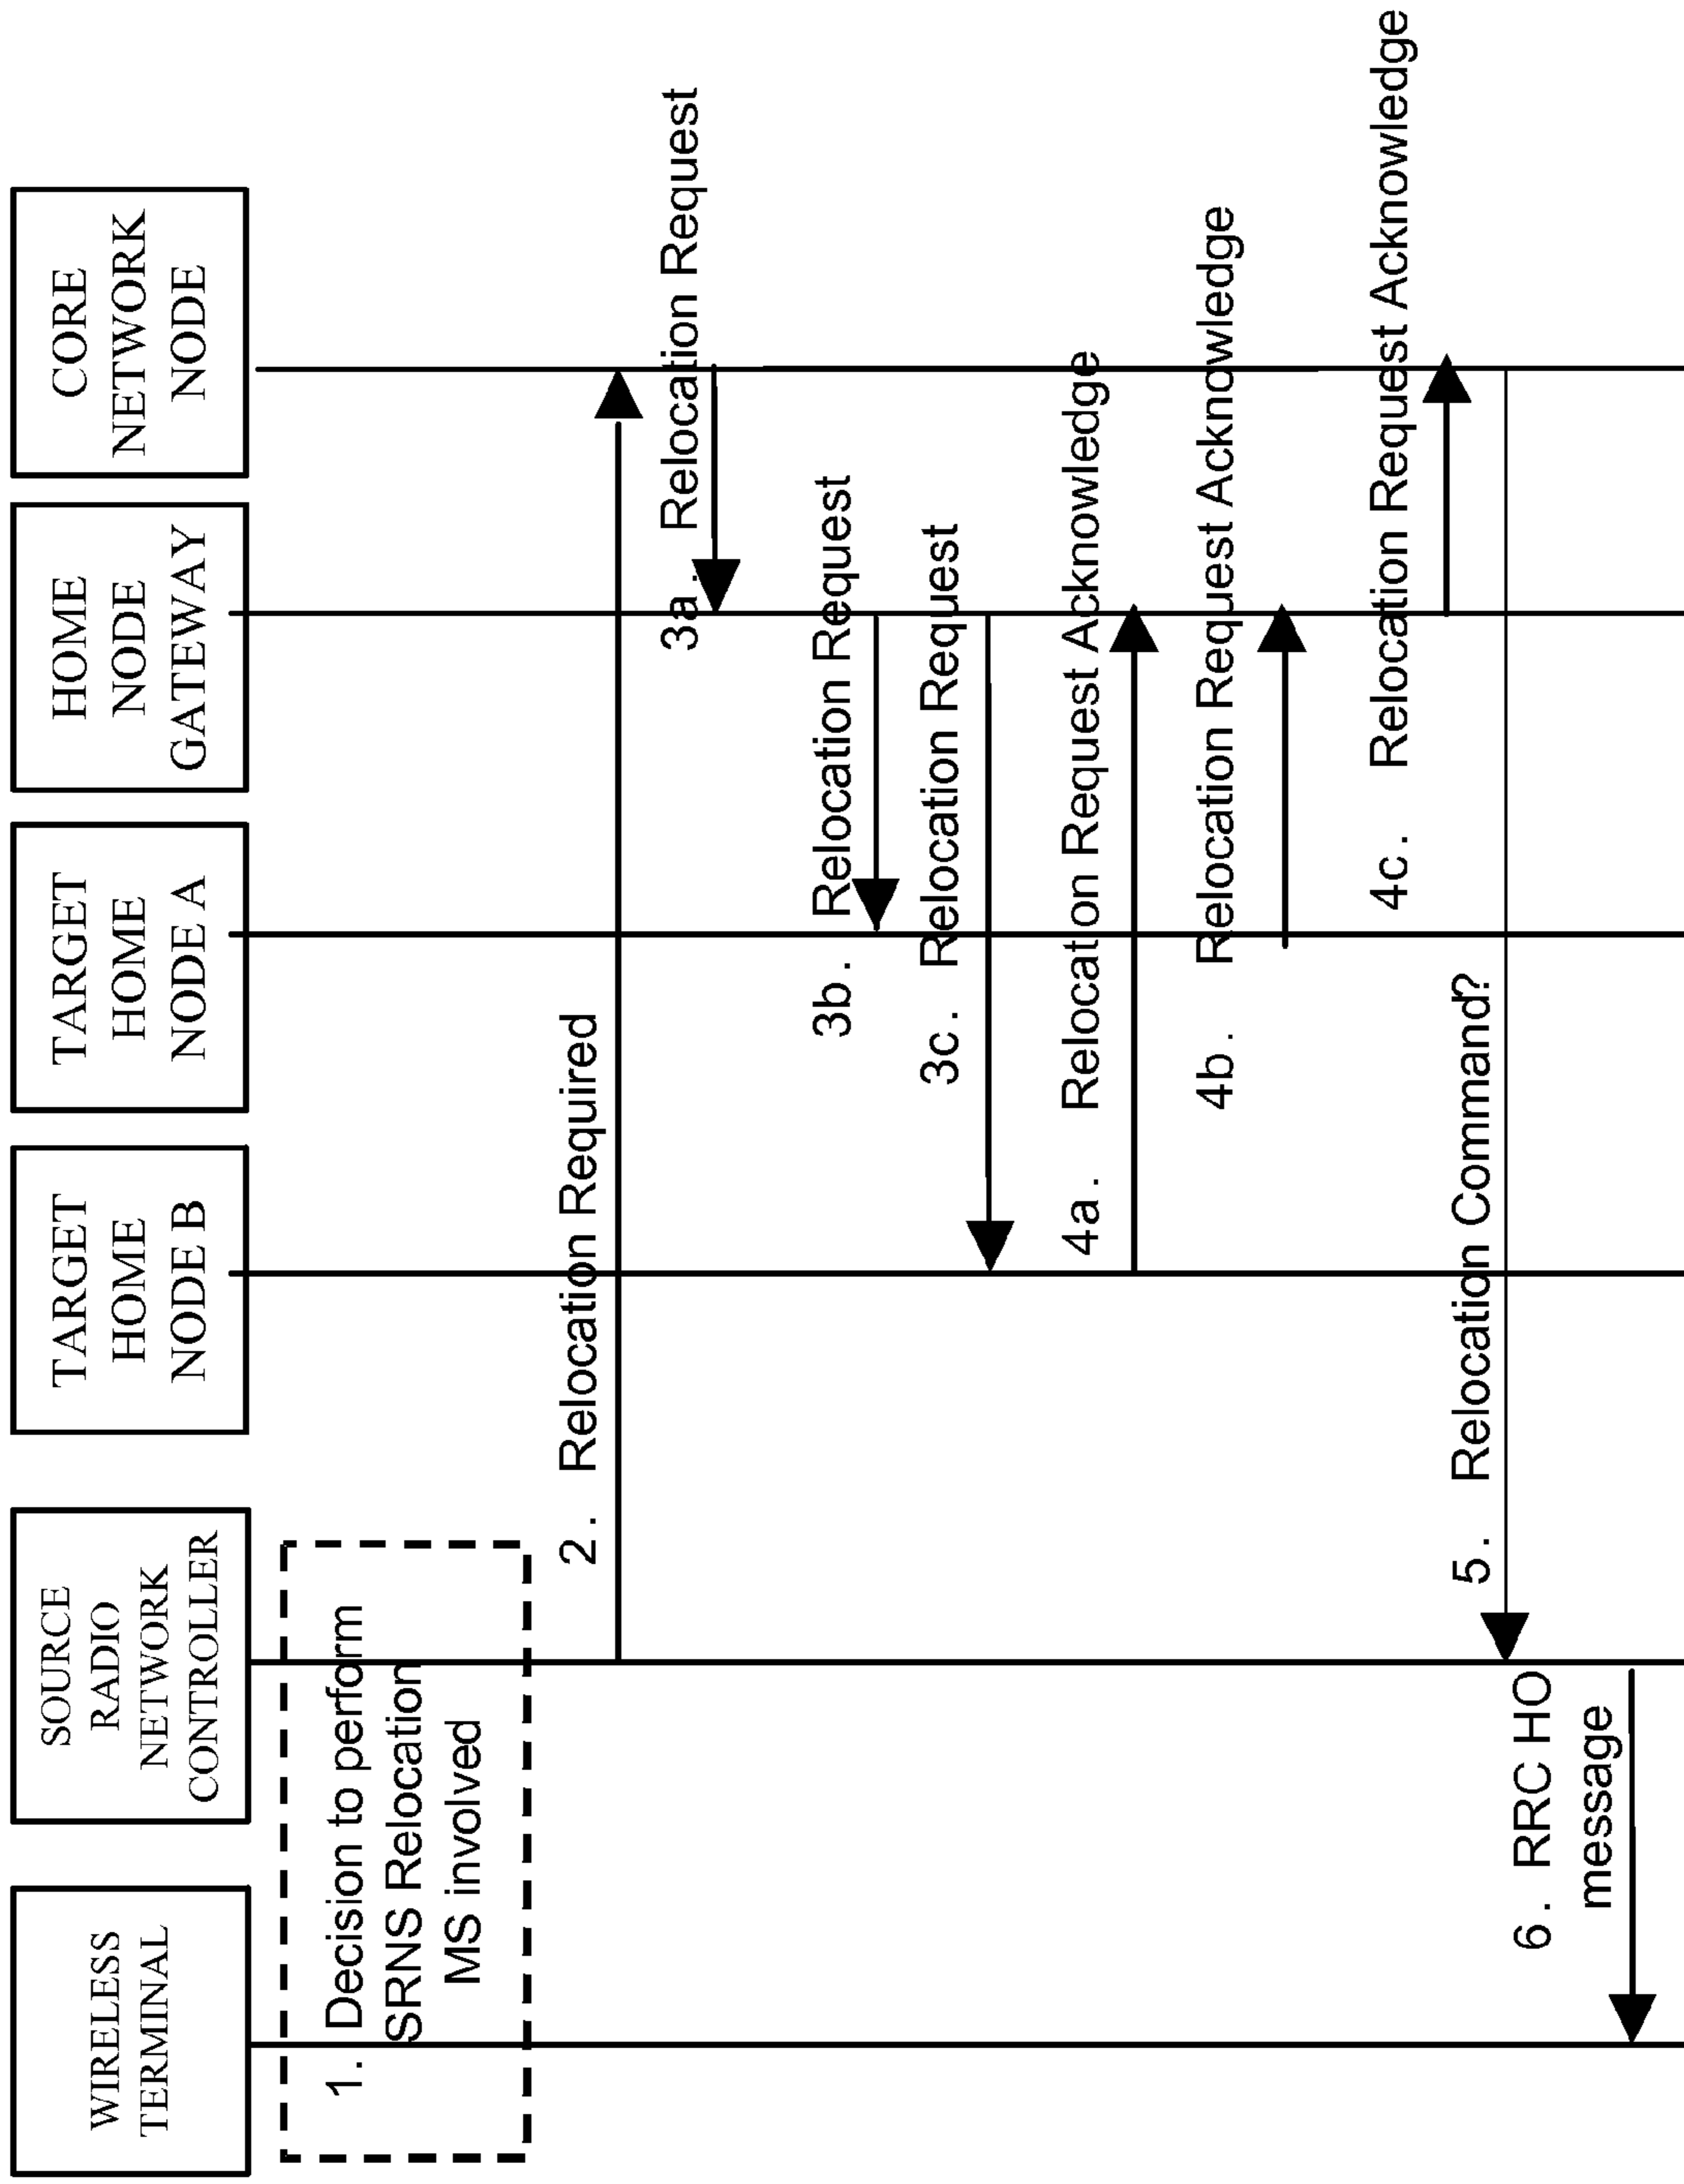 WIRELESS
TERMINAL
SOURCE
RADIO
NETWORK
CONTROLLER
TARGET
HOME
NODE B
TARGET
HOME
NODE A
HOME
NODE
GATEWAY
CORE
NETWORK
NODE
1. Decision to perform
SRNS Relocation
MS involved
2. Relocation Required
3a. Relocation Request
3b. Relocation Request
3c. Relocation Request
4a. Relocation Request Acknowledge
4b. Relocation Request Acknowledge
4c. Relocation Request Acknowledge
5. Relocation Command?
6. RRC HO
message